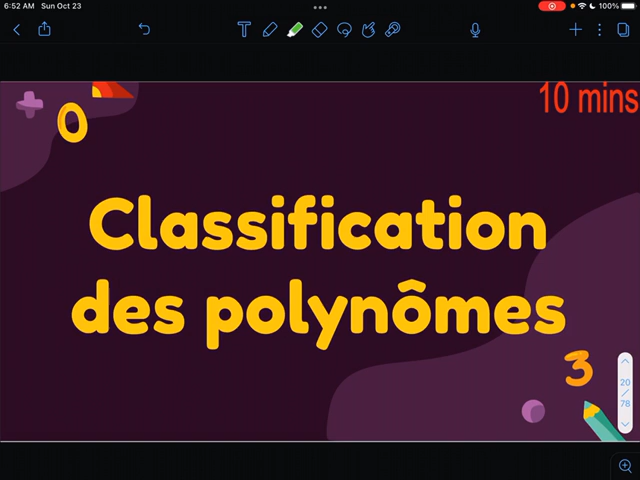 6:52 AM Sun Oct 23
100%
10 mins
0
Classification
des polynômes
3
20
/
78